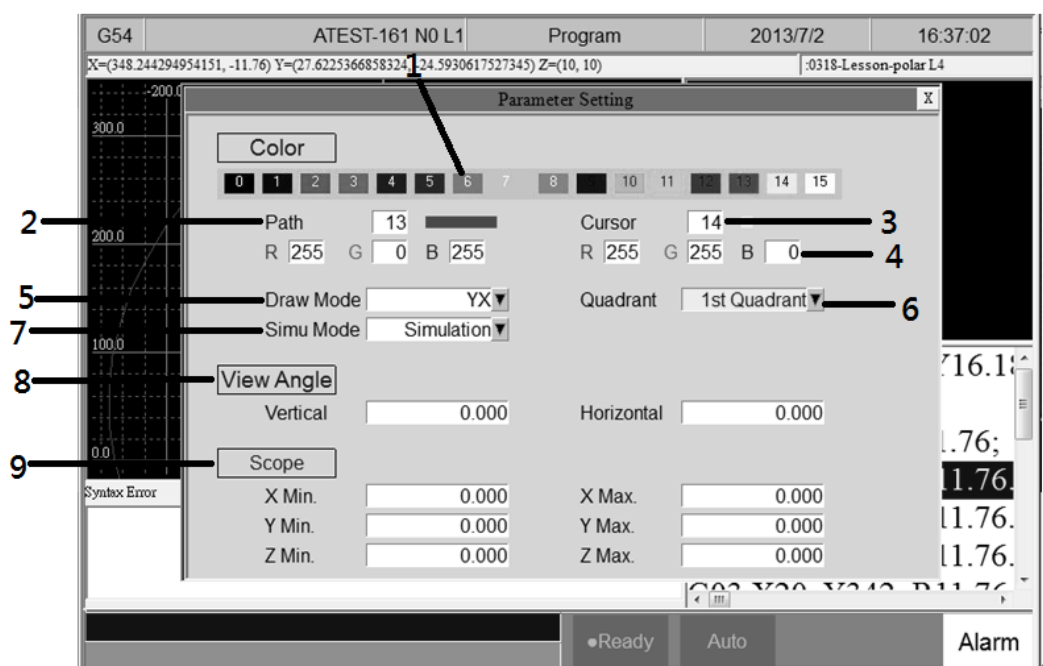 G54 ATEST-161 N0 L1 Program 2013/7/2 16:37:02
X=(348.244294954151, -11.76) Y=(27.6225366858324, -24.5930617527345) Z=(10, 10) :0318-Lesson-polar L4
1
-200.0
Parameter Setting X
300.0
Color
0 1 2 3 4 5 6 7 8 9 10 11 12 13 14 15
2 Path 13 Cursor 14 3
200.0
R 255 G 0 B 255 R 255 G 255 B 0 4
5 Draw Mode YX Quadrant 1st Quadrant 6
7 Simu Mode Simulation
100.0
8 View Angle
Vertical 0.000 Horizontal 0.000
.76;
0.0
9 Scope
11.76.
Syntax Error
X Min. 0.000 X Max. 0.000
Y Min. 0.000 Y Max. 0.000
11.76.
Z Min. 0.000 Z Max. 0.000
11.76.
●Ready Auto Alarm